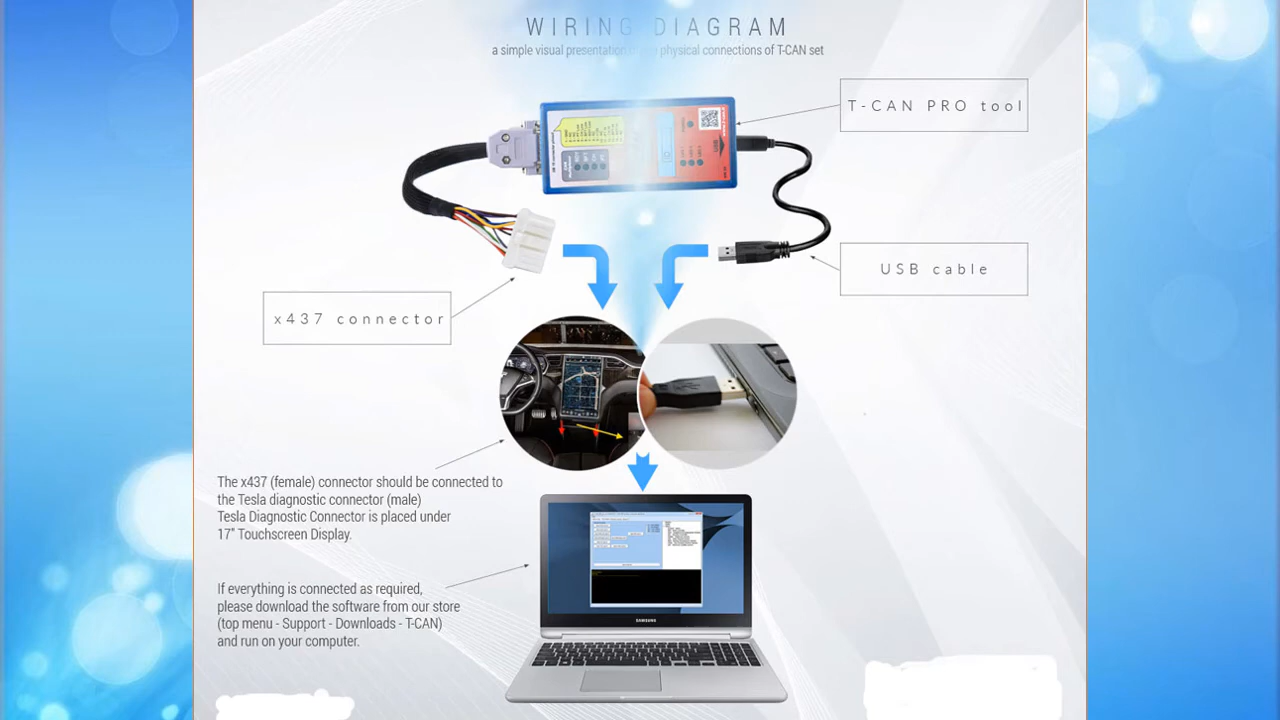 WIRING DIAGRAM
a simple visual presentation physical connections of T-CAN set
T-CAN PRO tool
USB
USB cable
x437 connector
The x437 (female) connector should be connected to
the Tesla diagnostic connector (male)
Tesla Diagnostic Connector is placed under
17" Touchscreen Display.
If everything is connected as required,
please download the software from our store
(top menu - Support - Downloads - T-CAN)
and run on your computer.
SAMSUNG